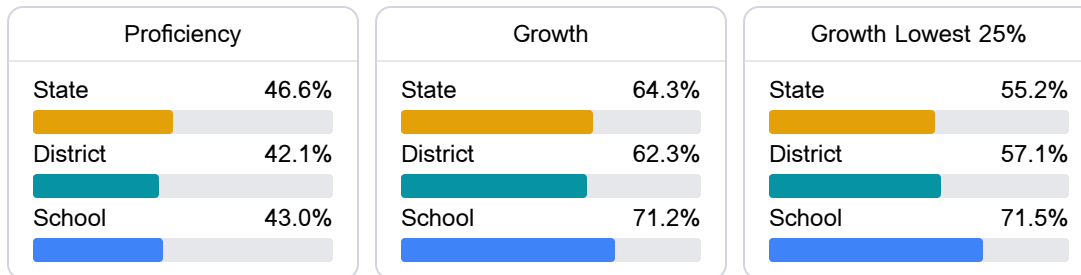 Proficiency
State 46.6%
District 42.1%
School 43.0%
Growth
State 64.3%
District 62.3%
School 71.2%
Growth Lowest 25%
State 55.2%
District 57.1%
School 71.5%